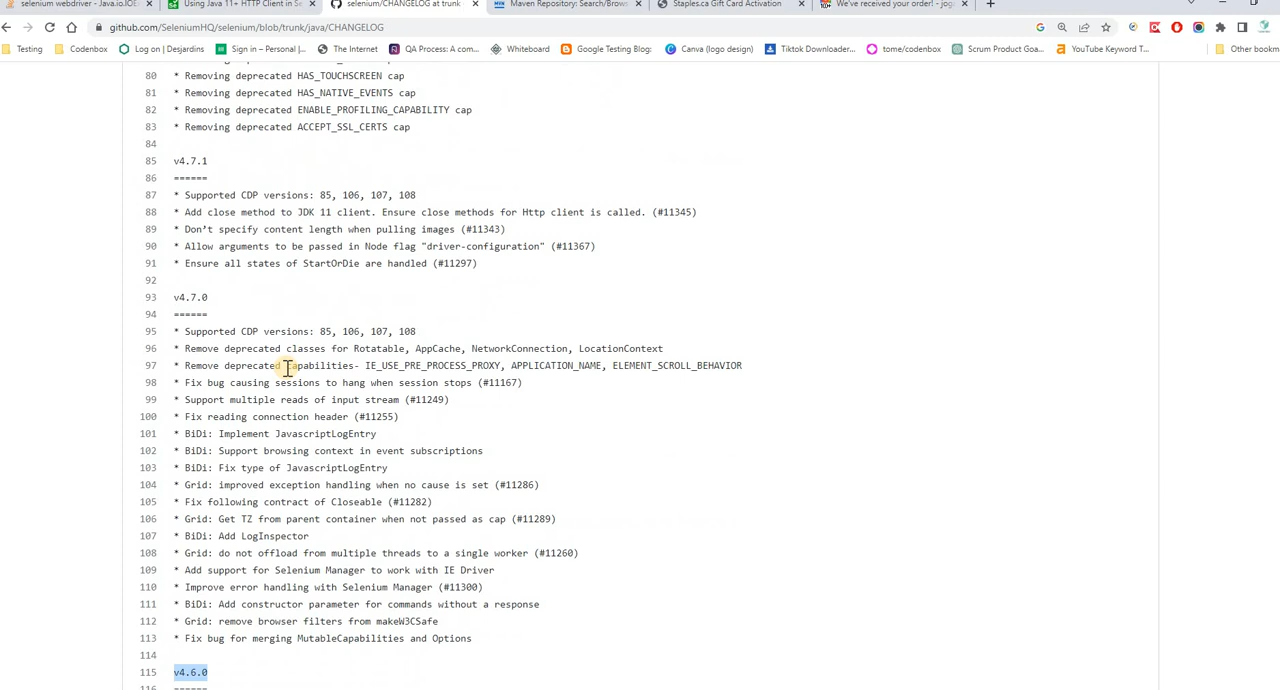 selenium webdriver - Java.io.IOEx
Using Java 11+ HTTP Client in Se
selenium/CHANGELOG at trunk
Maven Repository: Search/Brows
Staples.ca Gift Card Activation
We've received your order! - jogi
github.com/SeleniumHQ/selenium/blob/trunk/java/CHANGELOG
Testing
Codenbox
Log on | Desjardins
Sign in – Personal |...
The Internet
QA Process: A com...
Whiteboard
Google Testing Blog:
Canva (logo design)
Tiktok Downloader...
tome/codenbox
Scrum Product Goa...
YouTube Keyword T...
Other bookm
80 * Removing deprecated HAS_TOUCHSCREEN cap
81 * Removing deprecated HAS_NATIVE_EVENTS cap
82 * Removing deprecated ENABLE_PROFILING_CAPABILITY cap
83 * Removing deprecated ACCEPT_SSL_CERTS cap
84
85 v4.7.1
86 ======
87 * Supported CDP versions: 85, 106, 107, 108
88 * Add close method to JDK 11 client. Ensure close methods for Http client is called. (#11345)
89 * Don’t specify content length when pulling images (#11343)
90 * Allow arguments to be passed in Node flag "driver-configuration" (#11367)
91 * Ensure all states of StartOrDie are handled (#11297)
92
93 v4.7.0
94 ======
95 * Supported CDP versions: 85, 106, 107, 108
96 * Remove deprecated classes for Rotatable, AppCache, NetworkConnection, LocationContext
97 * Remove deprecated capabilities- IE_USE_PRE_PROCESS_PROXY, APPLICATION_NAME, ELEMENT_SCROLL_BEHAVIOR
98 * Fix bug causing sessions to hang when session stops (#11167)
99 * Support multiple reads of input stream (#11249)
100 * Fix reading connection header (#11255)
101 * BiDi: Implement JavascriptLogEntry
102 * BiDi: Support browsing context in event subscriptions
103 * BiDi: Fix type of JavascriptLogEntry
104 * Grid: improved exception handling when no cause is set (#11286)
105 * Fix following contract of Closeable (#11282)
106 * Grid: Get TZ from parent container when not passed as cap (#11289)
107 * BiDi: Add LogInspector
108 * Grid: do not offload from multiple threads to a single worker (#11260)
109 * Add support for Selenium Manager to work with IE Driver
110 * Improve error handling with Selenium Manager (#11300)
111 * BiDi: Add constructor parameter for commands without a response
112 * Grid: remove browser filters from makeW3CSafe
113 * Fix bug for merging MutableCapabilities and Options
114
115 v4.6.0
116 ======